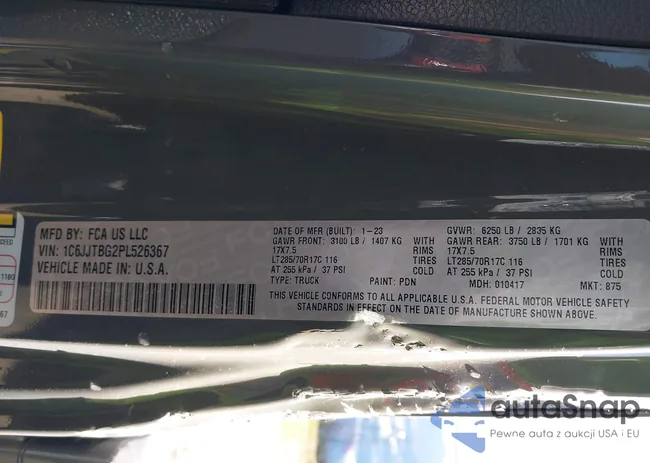 MFD BY: FCA US LLC
VIN: 1C6JJTBG2PL526367
VEHICLE MADE IN: U.S.A.
DATE OF MFR (BUILT): 1-23
GAWR FRONT: 3100 LB / 1407 KG WITH
17X7.5 RIMS
LT285/70R17C 116 TIRES
AT 255 kPa / 37 PSI COLD
TYPE: TRUCK PAINT: PDN
GVWR: 6250 LB / 2835 KG
GAWR REAR: 3750 LB / 1701 KG WITH
17X7.5 RIMS
LT285/70R17C 116 TIRES
AT 255 kPa / 37 PSI COLD
MDH: 010417 MKT: 875
THIS VEHICLE CONFORMS TO ALL APPLICABLE U.S.A. FEDERAL MOTOR VEHICLE SAFETY
STANDARDS IN EFFECT ON THE DATE OF MANUFACTURE SHOWN ABOVE.
autaSnap
Pewne auta z aukcji USA i EU